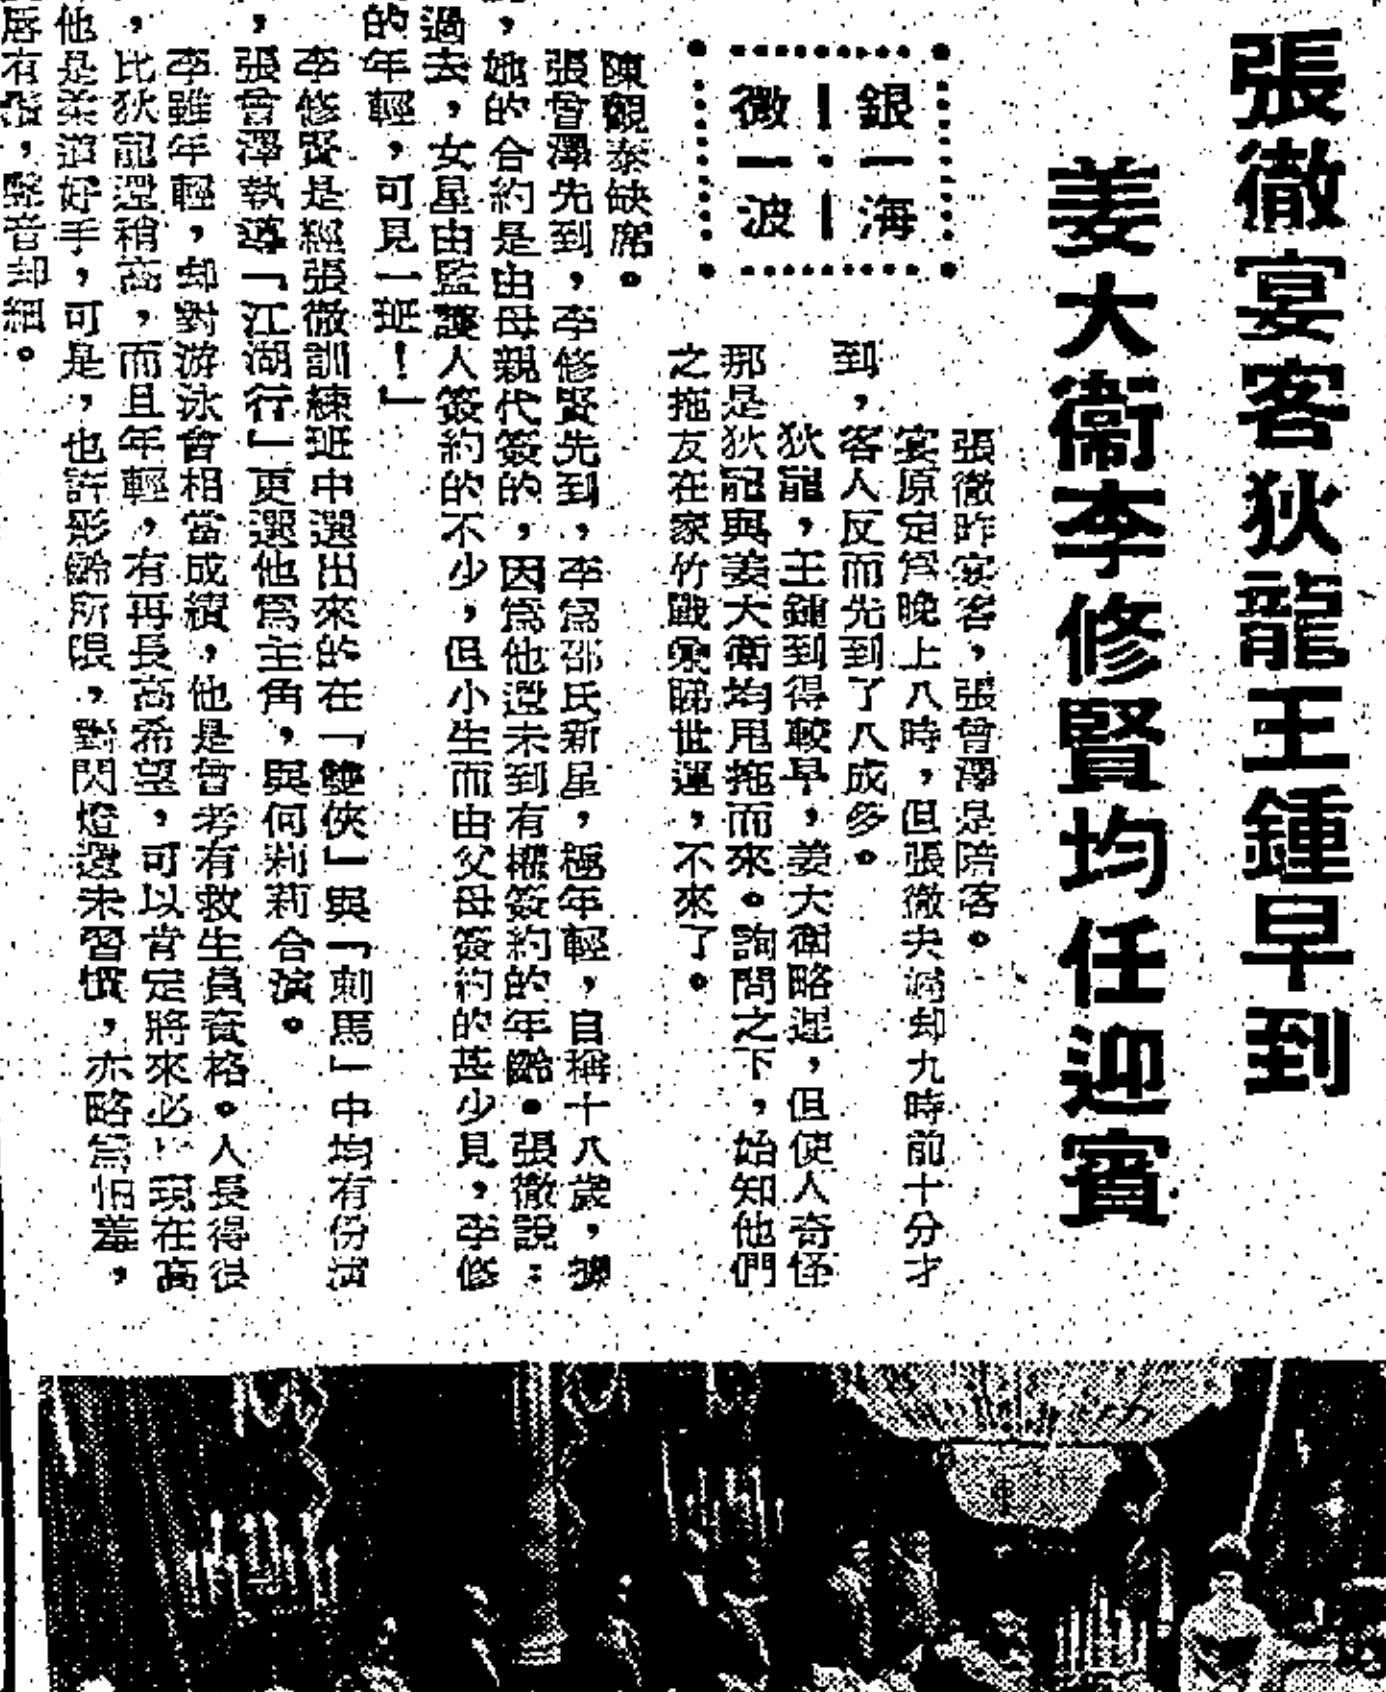 張徹宴客狄龍王鍾早到
姜大衞李修賢均任迎賓
銀海
微波
張徹昨宴客，張曾澤是陪客。
宴原定爲晚上八時，但張徹夫婦却九時前十分才
到，客人反而先到了八成多。
狄龍，王鍾到得較早，姜大衛略遲，但使人奇怪
那是狄龍與姜大衛均甩拖而來。詢問之下，始知他們
之拖友在家竹戰兼睇世運，不來了。
陳觀泰缺席。
張曾澤先到，李修賢先到，李爲邵氏新星，極年輕，自稱十八歲，據
，她的合約是由母親代簽的，因爲他還未到有權簽約的年齡。張徹說：
過去，女星由監護人簽約的不少，但小生而由父母簽約的甚少見，李修
的年輕，可見一班！」
李修賢是經張徹訓練班中選出來的在「雙俠」與「刺馬」中均有份演
，張曾澤執導「江湖行」更選他爲主角，與何莉莉合演。
李雖年輕，却對游泳會相當成績，他是會考有救生員資格。人長得很
，比狄龍還稍高，而且年輕，有再長高希望，可以肯定將來必 現在高
他是柔道好手，可是，也許形齡所限，對閃燈還未習慣，亦略爲怕羞，
唇有 ，聲音却細。